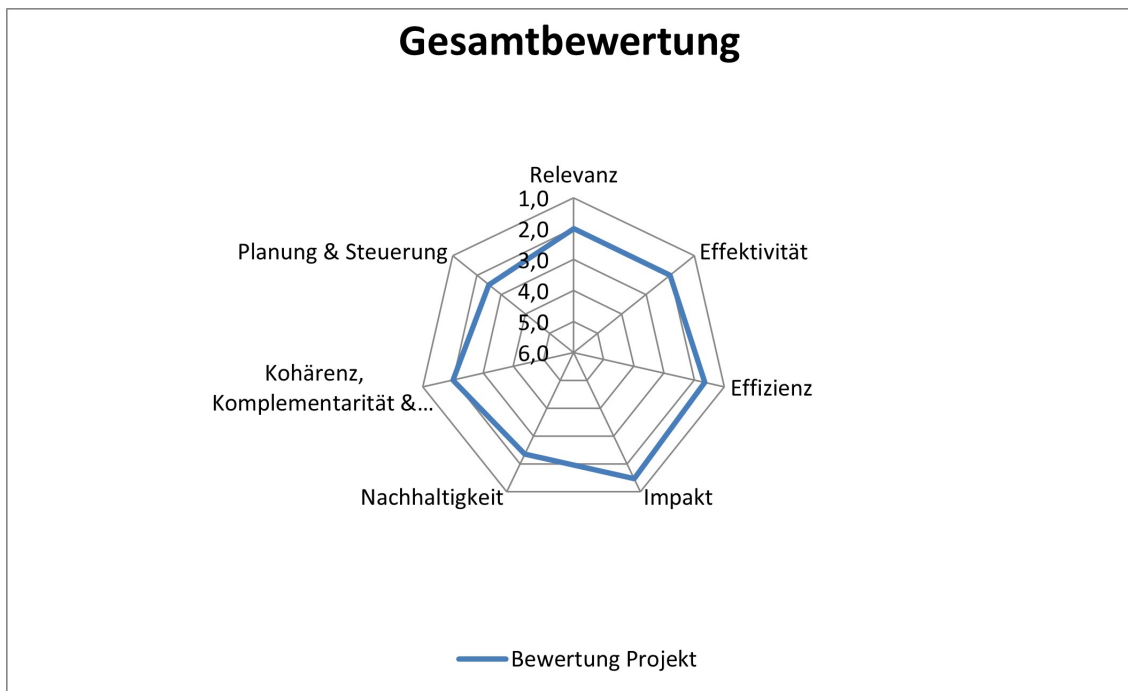 Gesamtbewertung
Relevanz
1,0
2,0
3,0
4,0
5,0
6,0
Effektivität
Effizienz
Impakt
Nachhaltigkeit
Kohärenz,
Komplementarität &...
Planung & Steuerung
Bewertung Projekt